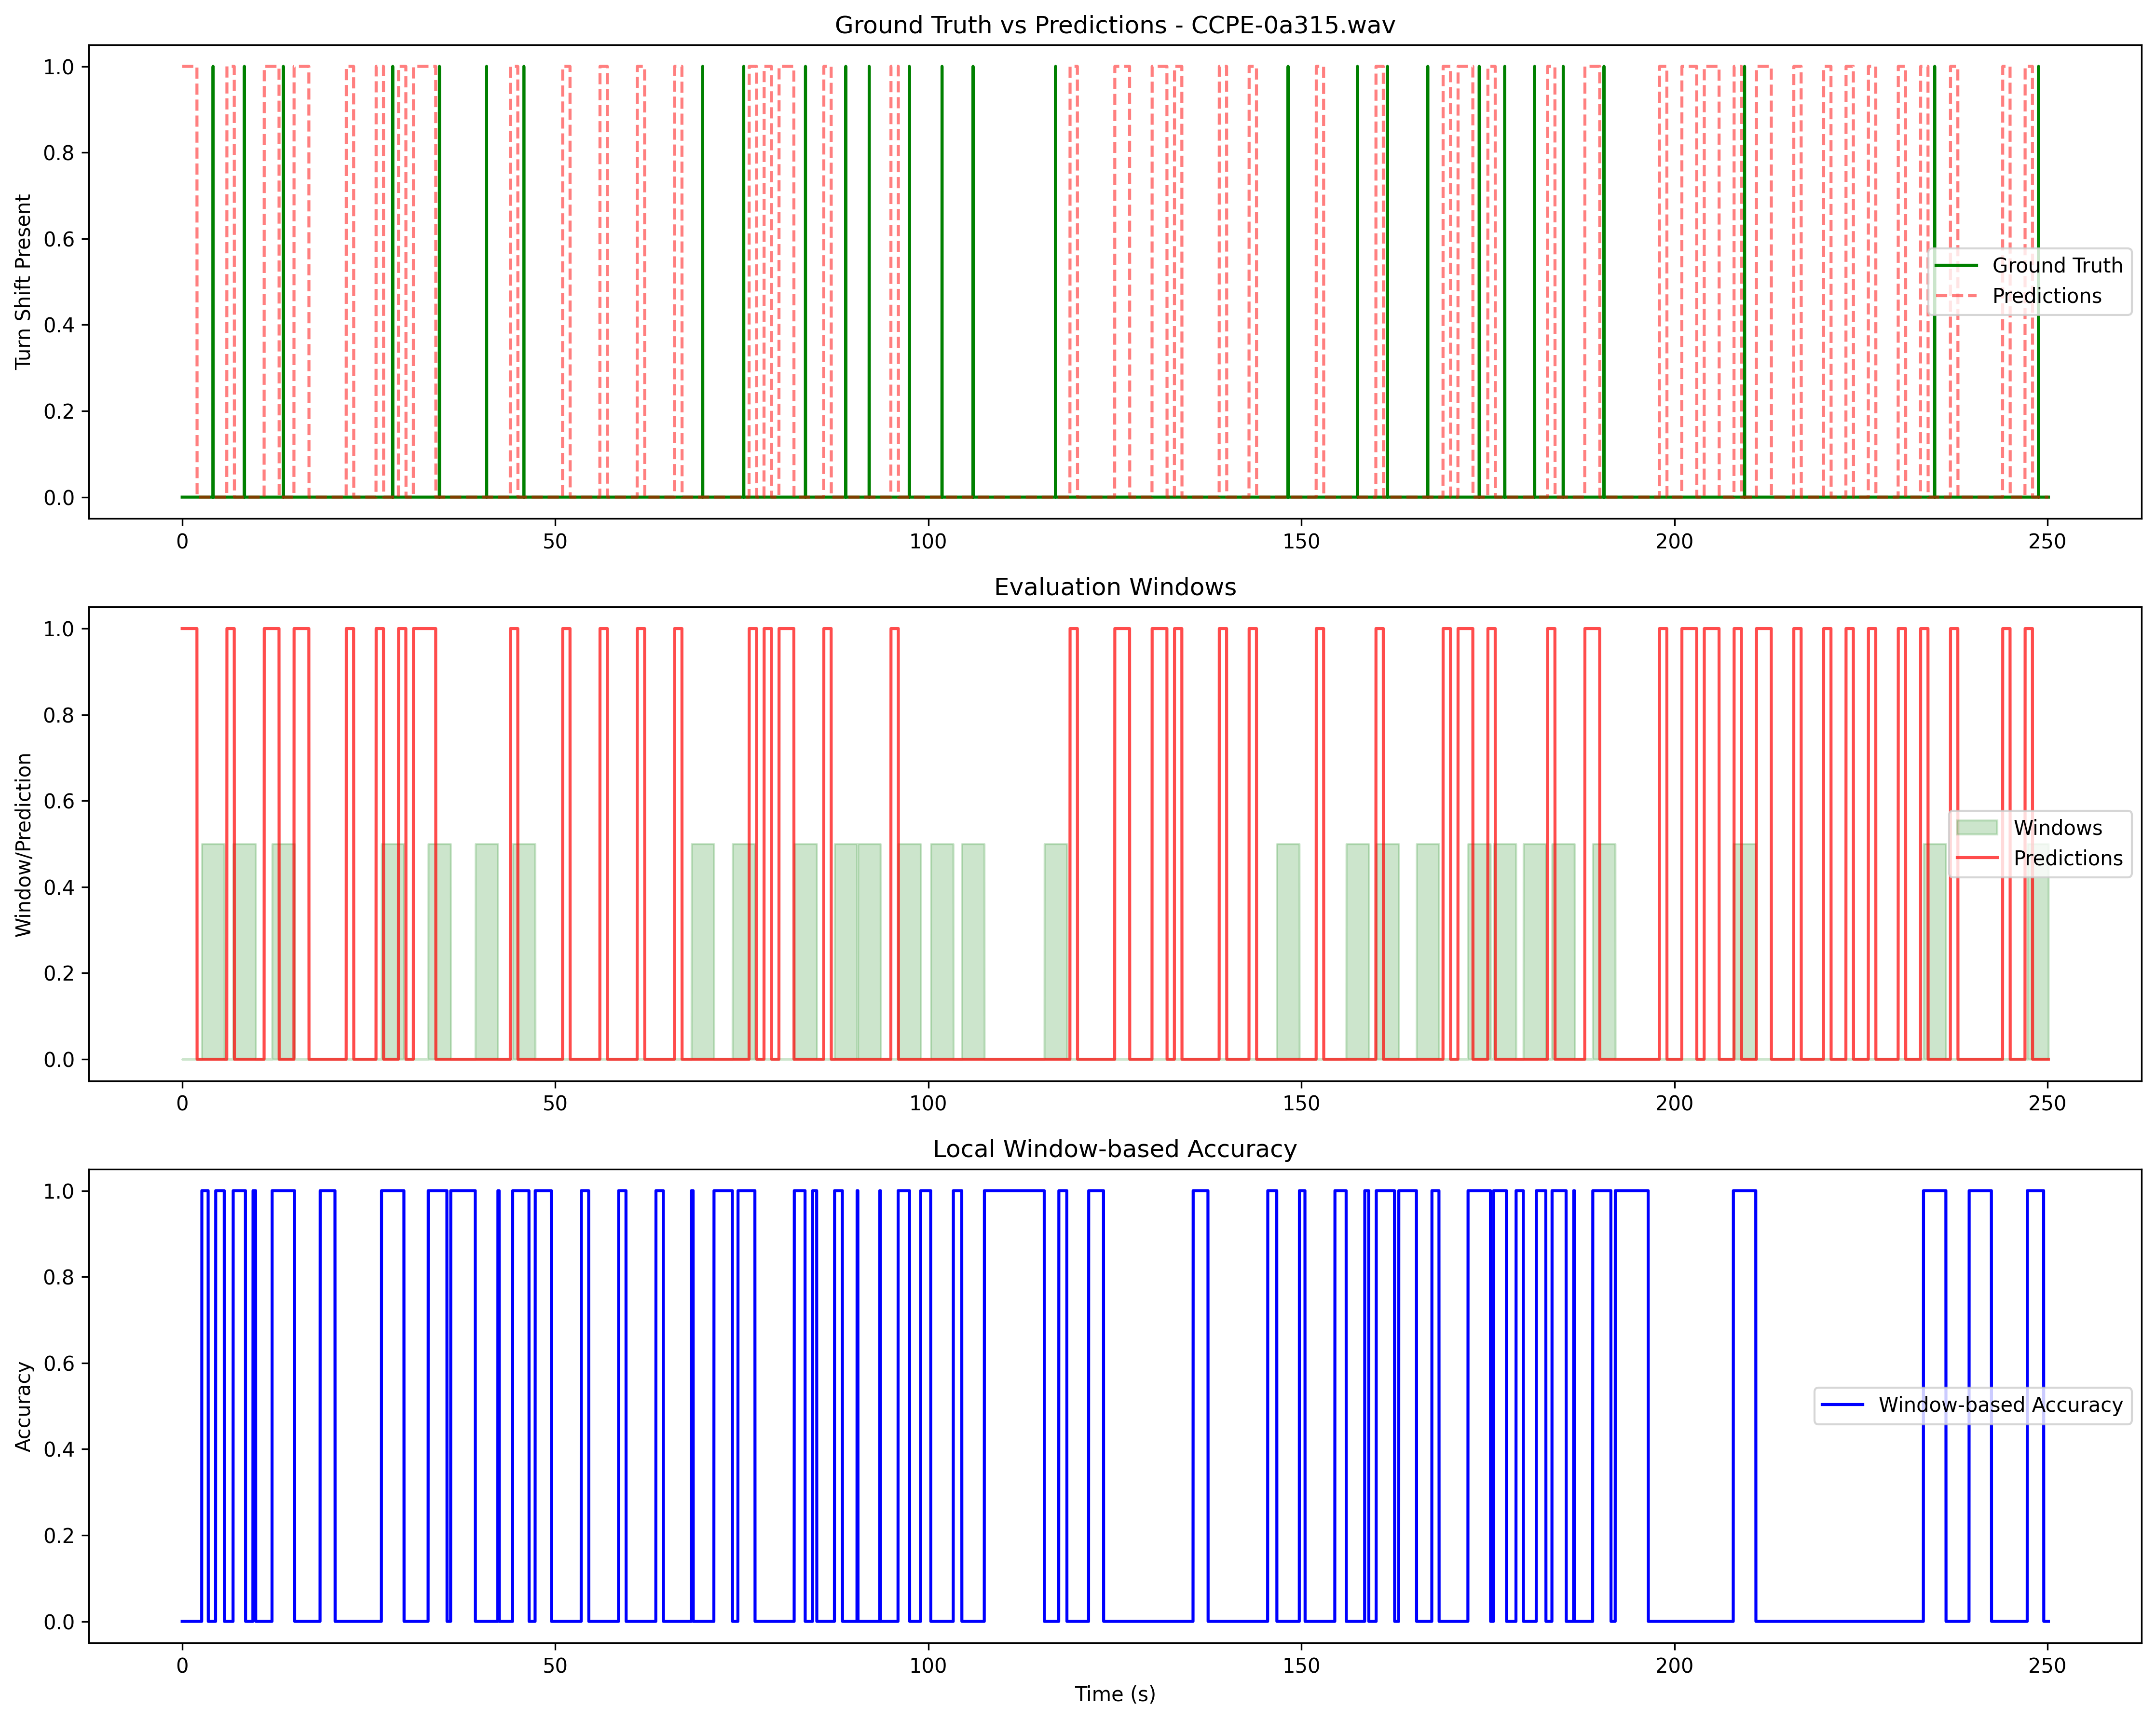 Ground Truth vs Predictions - CCPE-0a315.wav
1.0
0.8
0.6
0.4
0.2
0.0
Turn Shift Present
Ground Truth
Predictions
0 50 100 150 200 250
Evaluation Windows
1.0
0.8
0.6
0.4
0.2
0.0
Window/Prediction
Windows
Predictions
0 50 100 150 200 250
Local Window-based Accuracy
1.0
0.8
0.6
0.4
0.2
0.0
Accuracy
Window-based Accuracy
0 50 100 150 200 250
Time (s)